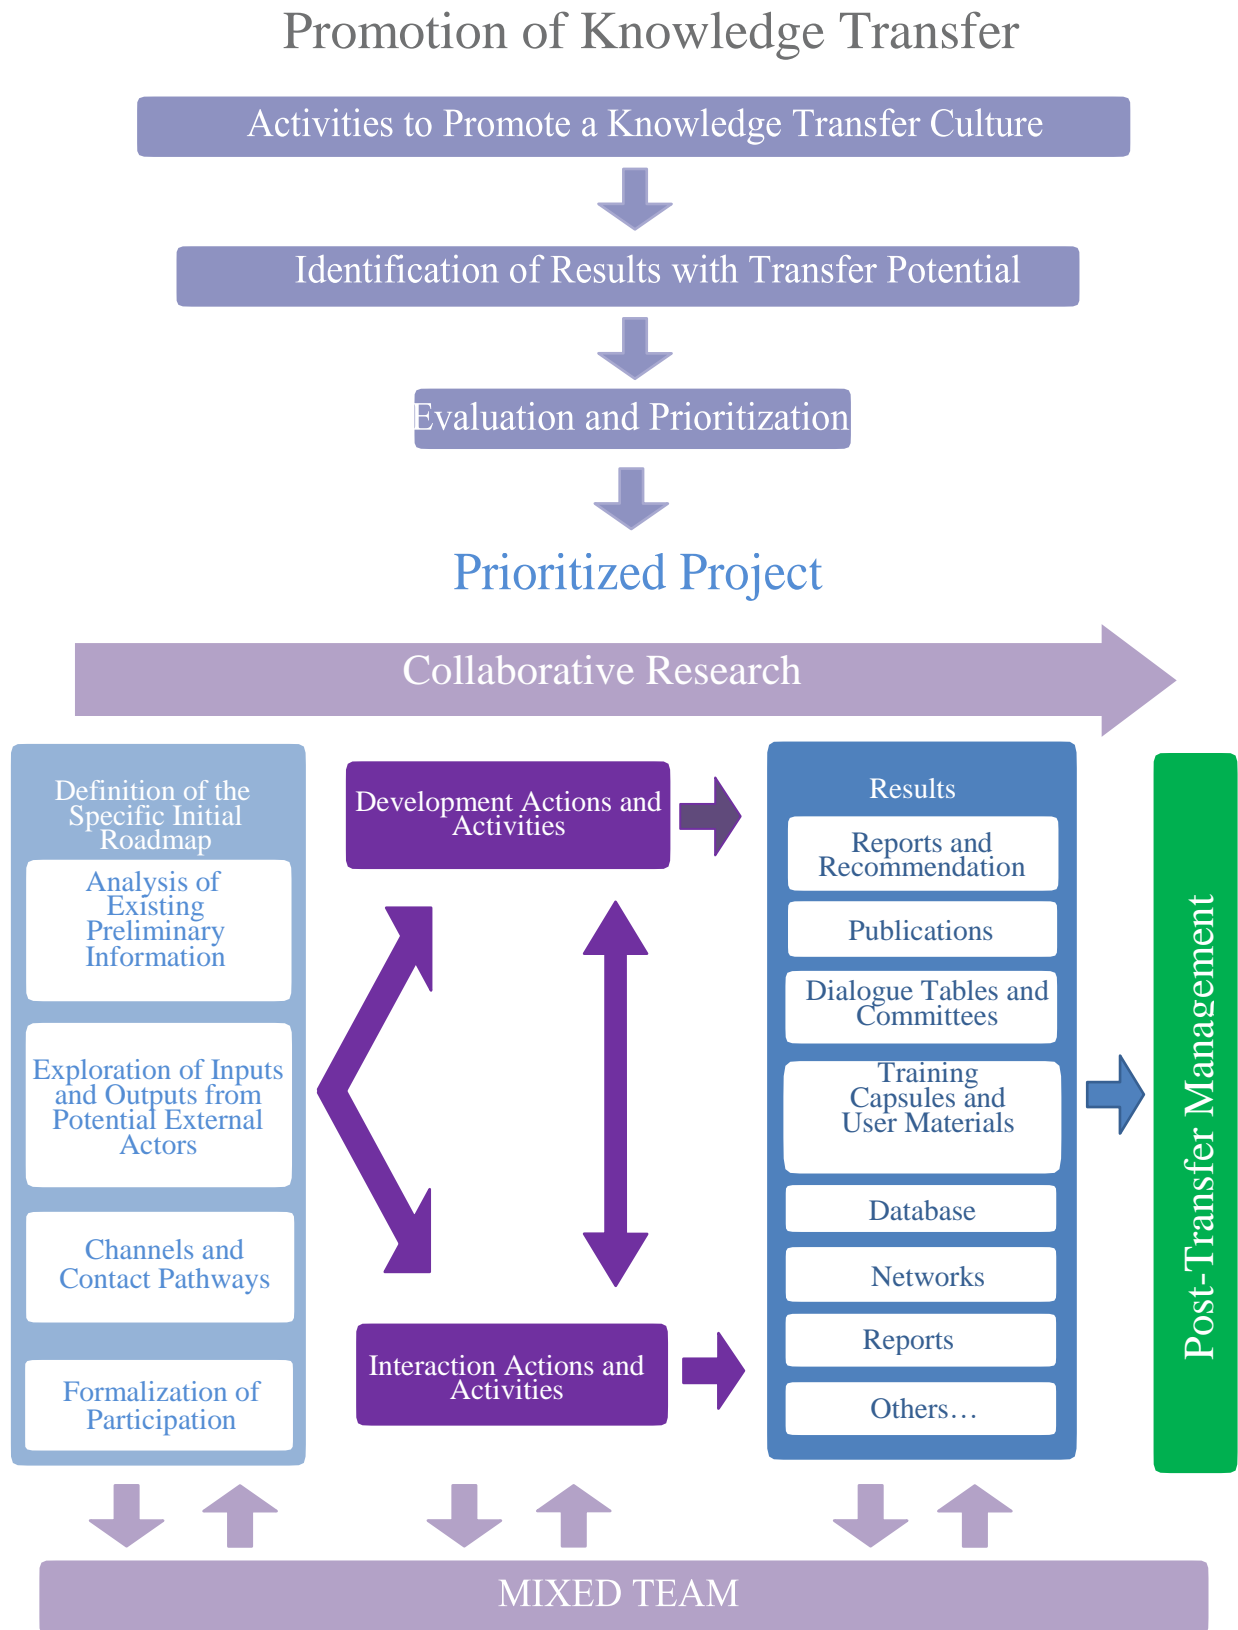 Promotion of Knowledge Transfer
Activities to Promote a Knowledge Transfer Culture
Identification of Results with Transfer Potential
Evaluation and Prioritization
Prioritized Project
Collaborative Research
Definition of the
Specific Initial
Roadmap
Analysis of
Existing
Preliminary
Information
Exploration of Inputs
and Outputs from
Potential External
Actors
Channels and
Contact Pathways
Formalization of
Participation
Development Actions and
Activities
Interaction Actions and
Activities
Results
Reports and
Recommendation
Publications
Dialogue Tables and
Committees
Training
Capsules and
User Materials
Database
Networks
Reports
Others…
Post-Transfer Management
MIXED TEAM